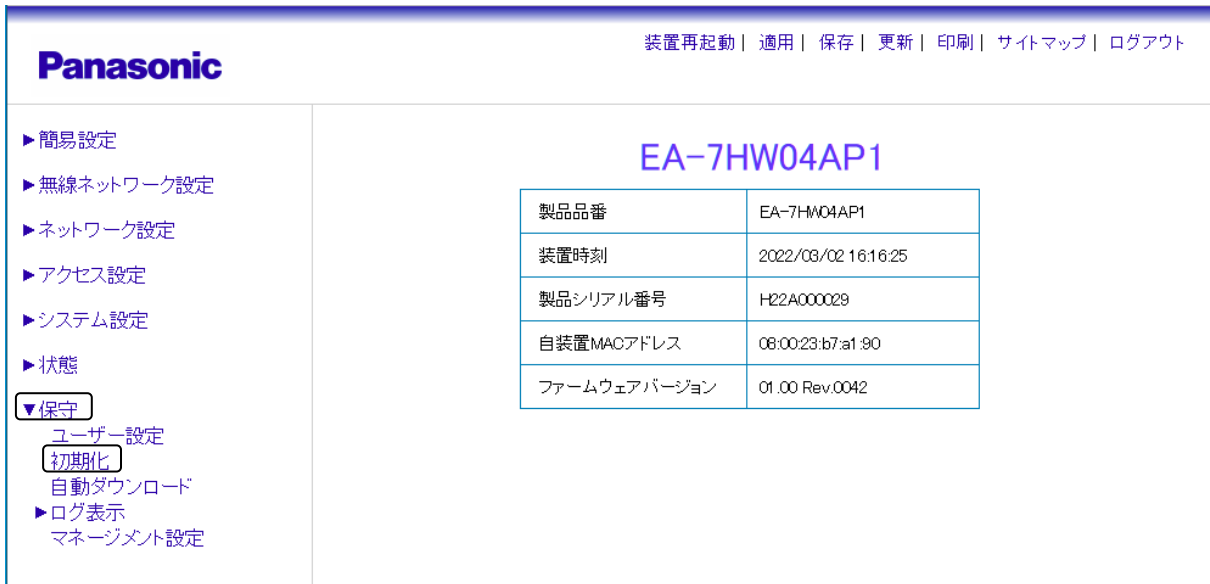 Panasonic
装置再起動| 適用| 保存| 更新| 印刷| サイトマップ| ログアウト
►簡易設定
►無線ネットワーク設定
►ネットワーク設定
►アクセス設定
►システム設定
►状態
▼保守
ユーザー設定
初期化
自動ダウンロード
►ログ表示
マネージメント設定
EA-7HW04AP1
製品品番 EA-7HW04AP1
装置時刻 2022/03/02 16:16:25
製品シリアル番号 H22A000029
自装置MACアドレス 08:00:23:b7:a1:90
ファームウェアバージョン 01.00 Rev.0042